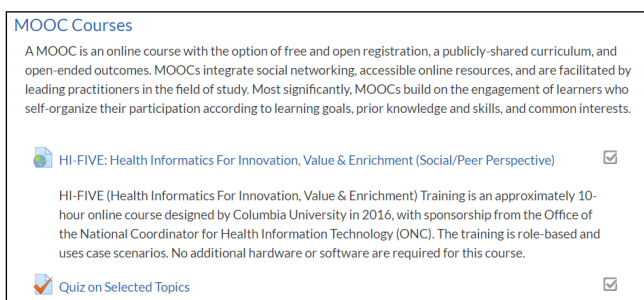 MOOC Courses
A MOOC is an online course with the option of free and open registration, a publicly-shared curriculum, and
open-ended outcomes. MOOCs integrate social networking, accessible online resources, and are facilitated by
leading practitioners in the field of study. Most significantly, MOOCs build on the engagement of learners who
self-organize their participation according to learning goals, prior knowledge and skills, and common interests.
HI-FIVE: Health Informatics For Innovation, Value & Enrichment (Social/Peer Perspective)
HI-FIVE (Health Informatics For Innovation, Value & Enrichment) Training is an approximately 10-
hour online course designed by Columbia University in 2016, with sponsorship from the Office of
the National Coordinator for Health Information Technology (ONC). The training is role-based and
uses case scenarios. No additional hardware or software are required for this course.
Quiz on Selected Topics